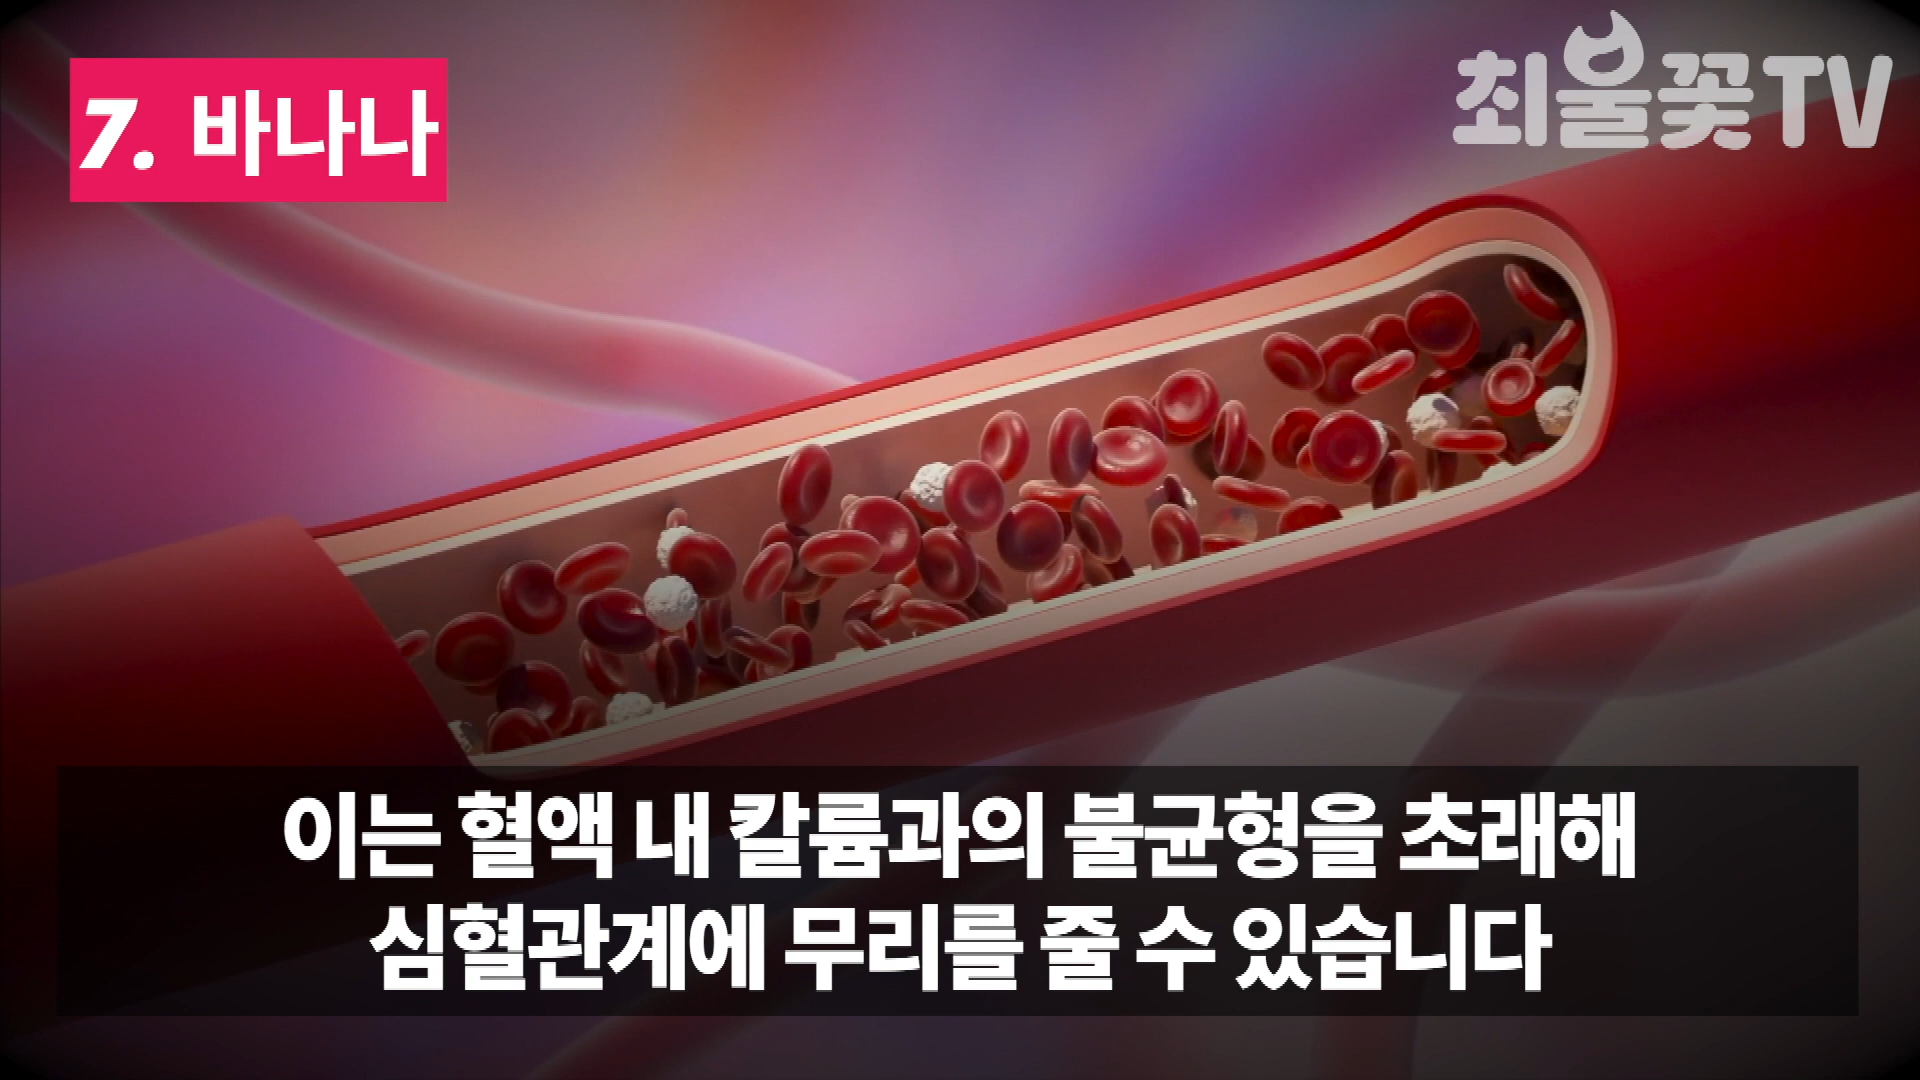 7. 바나나
최불꽃TV
이는 혈액 내 칼륨과의 불균형을 초래해
심혈관계에 무리를 줄 수 있습니다